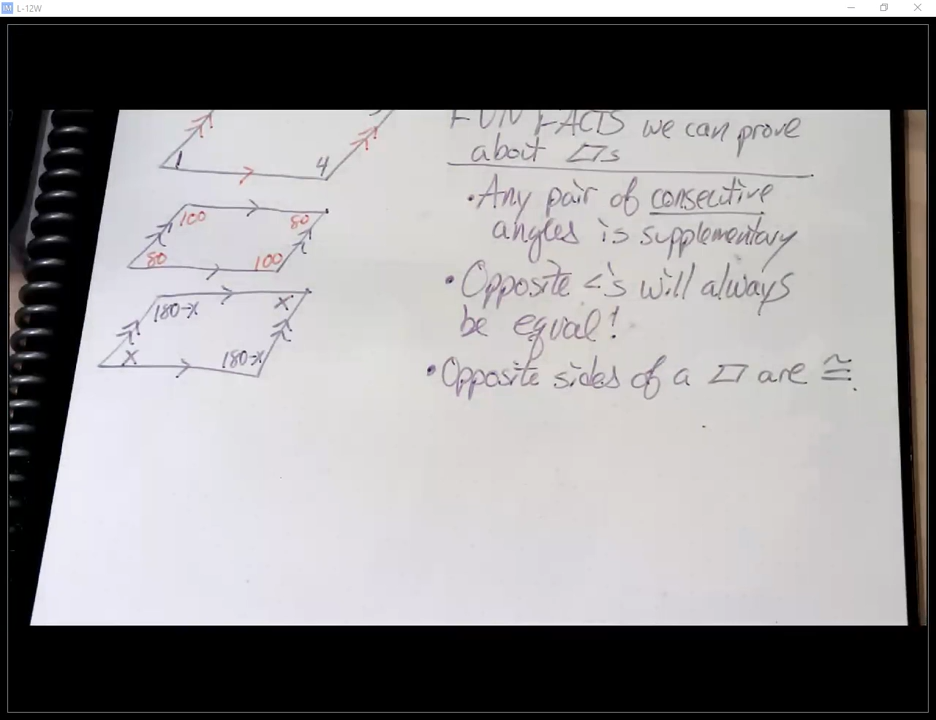 L-12W
FUN FACTS we can prove
about ▱s
• Any pair of consecutive
angles is supplementary
• Opposite <'s will always
be equal!
• Opposite sides of a ▱ are ≅.
1
4
100
80
80
100
180-x
x
x
180-x